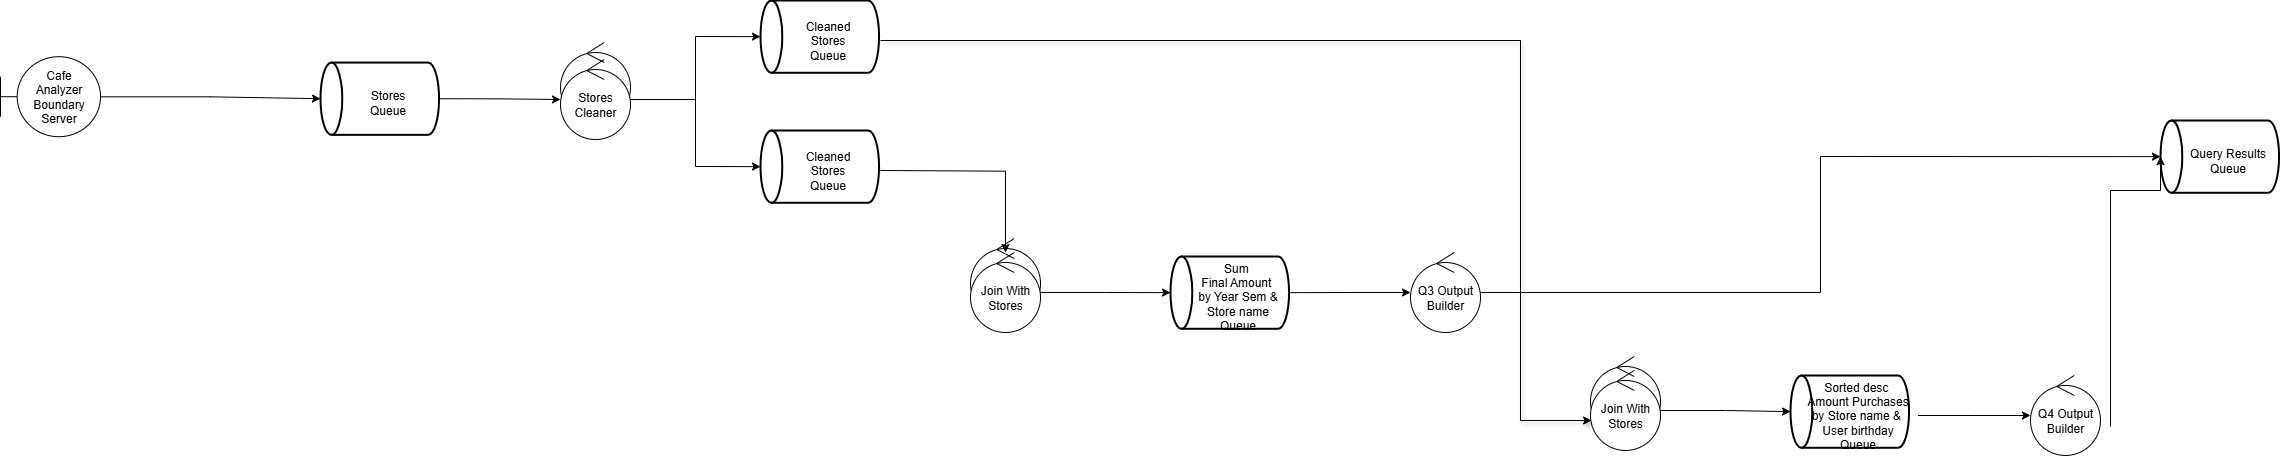 Cafe
Analyzer
Boundary
Server
Stores
Queue
Stores
Cleaner
Cleaned
Stores
Queue
Cleaned
Stores
Queue
Join With
Stores
Sum
Final Amount
by Year Sem &
Store name
Queue
Q3 Output
Builder
Query Results
Queue
Join With
Stores
Sorted desc
Amount Purchases
by Store name &
User birthday
Queue
Q4 Output
Builder